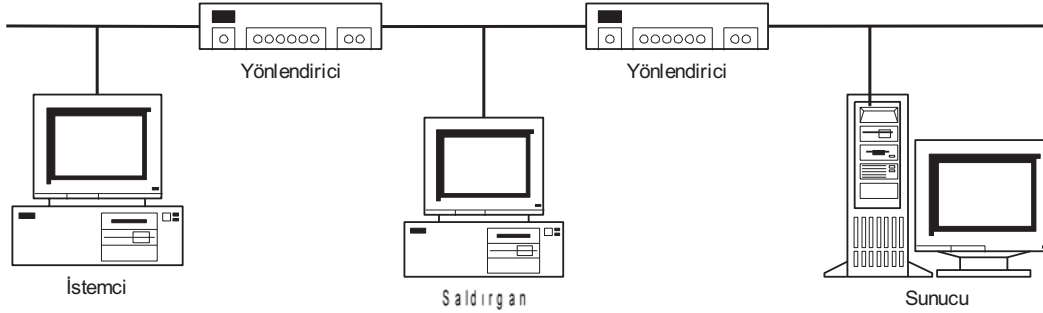 Yönlendirici
Yönlendirici
İstemci
Saldırgan
Sunucu